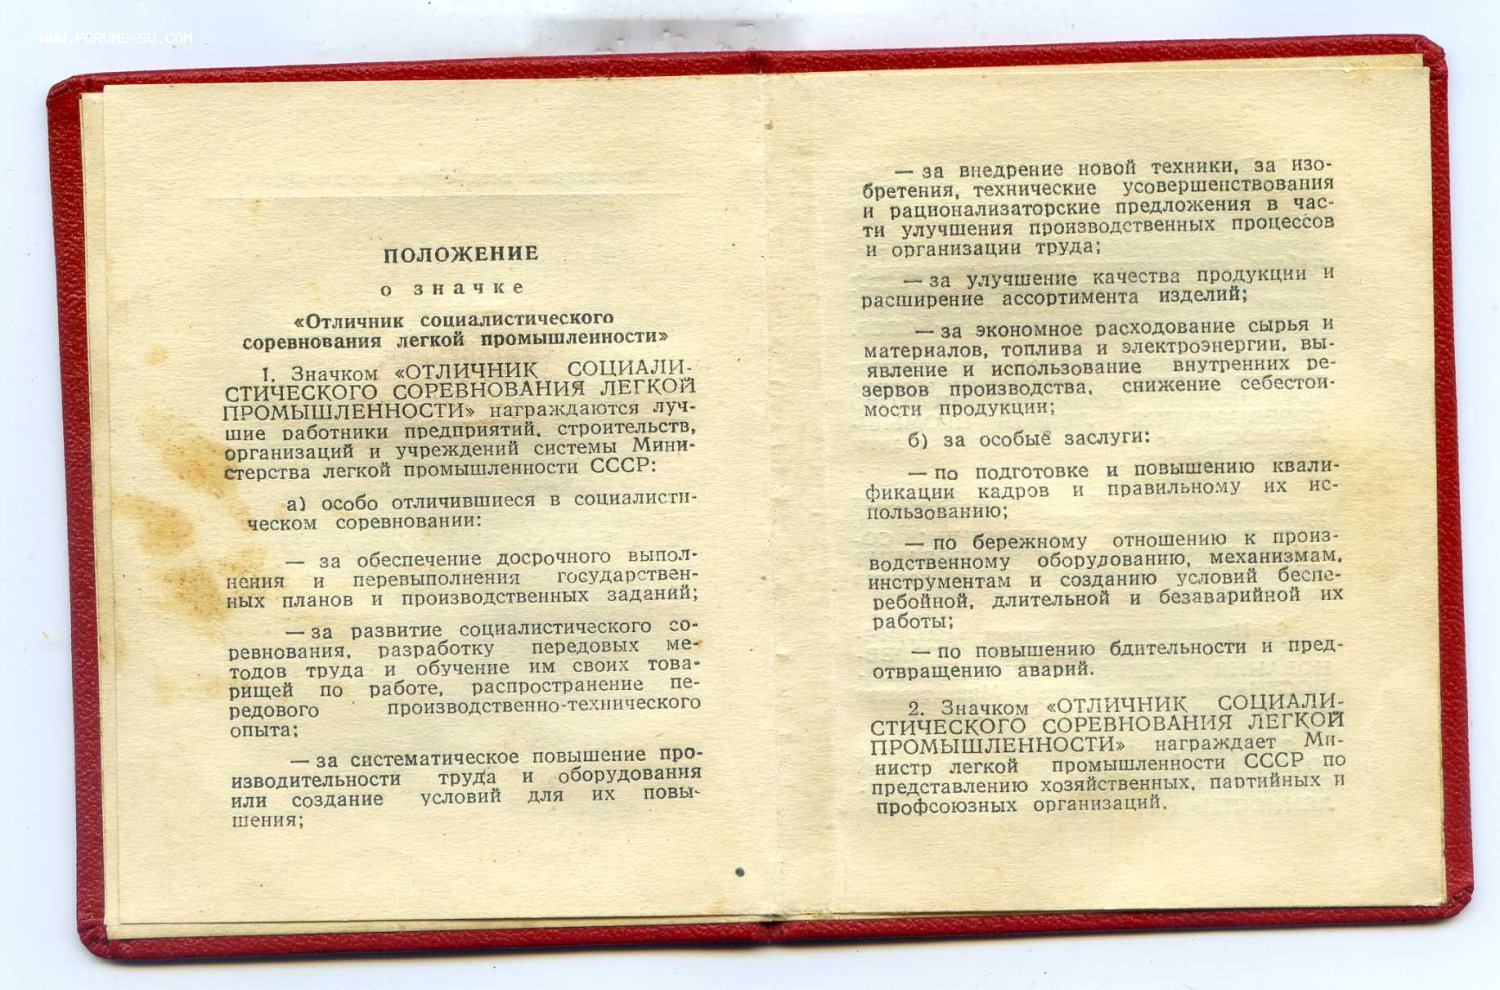 WWW.FORUMS-SU.COM
ПОЛОЖЕНИЕ
о значке
«Отличник социалистического
соревнования легкой промышленности»
1. Значком «ОТЛИЧНИК СОЦИАЛИ-
СТИЧЕСКОГО СОРЕВНОВАНИЯ ЛЕГКОЙ
ПРОМЫШЛЕННОСТИ» награждаются луч-
шие работники предприятий, строительств,
организаций и учреждений системы Мини-
стерства легкой промышленности СССР:
а) особо отличившиеся в социалисти-
ческом соревновании:
— за обеспечение досрочного выпол-
нения и перевыполнения государствен-
ных планов и производственных заданий;
— за развитие социалистического со-
ревнования, разработку передовых ме-
тодов труда и обучение им своих това-
рищей по работе, распространение пе-
редового производственно-технического
опыта;
— за систематическое повышение про-
изводительности труда и оборудования
или создание условий для их повы-
шения;
— за внедрение новой техники, за изо-
бретения, технические усовершенствования
и рационализаторские предложения в час-
ти улучшения производственных процессов
и организации труда;
— за улучшение качества продукции и
расширение ассортимента изделий;
— за экономное расходование сырья и
материалов, топлива и электроэнергии, вы-
явление и использование внутренних ре-
зервов производства, снижение себестои-
мости продукции;
б) за особые заслуги:
— по подготовке и повышению квали-
фикации кадров и правильному их ис-
пользованию;
— по бережному отношению к произ-
водственному оборудованию, механизмам,
инструментам и созданию условий беспе-
ребойной, длительной и безаварийной их
работы;
— по повышению бдительности и пред-
отвращению аварий.
2. Значком «ОТЛИЧНИК СОЦИАЛИ-
СТИЧЕСКОГО СОРЕВНОВАНИЯ ЛЕГКОЙ
ПРОМЫШЛЕННОСТИ» награждает Ми-
нистр легкой промышленности СССР по
представлению хозяйственных, партийных и
профсоюзных организаций.